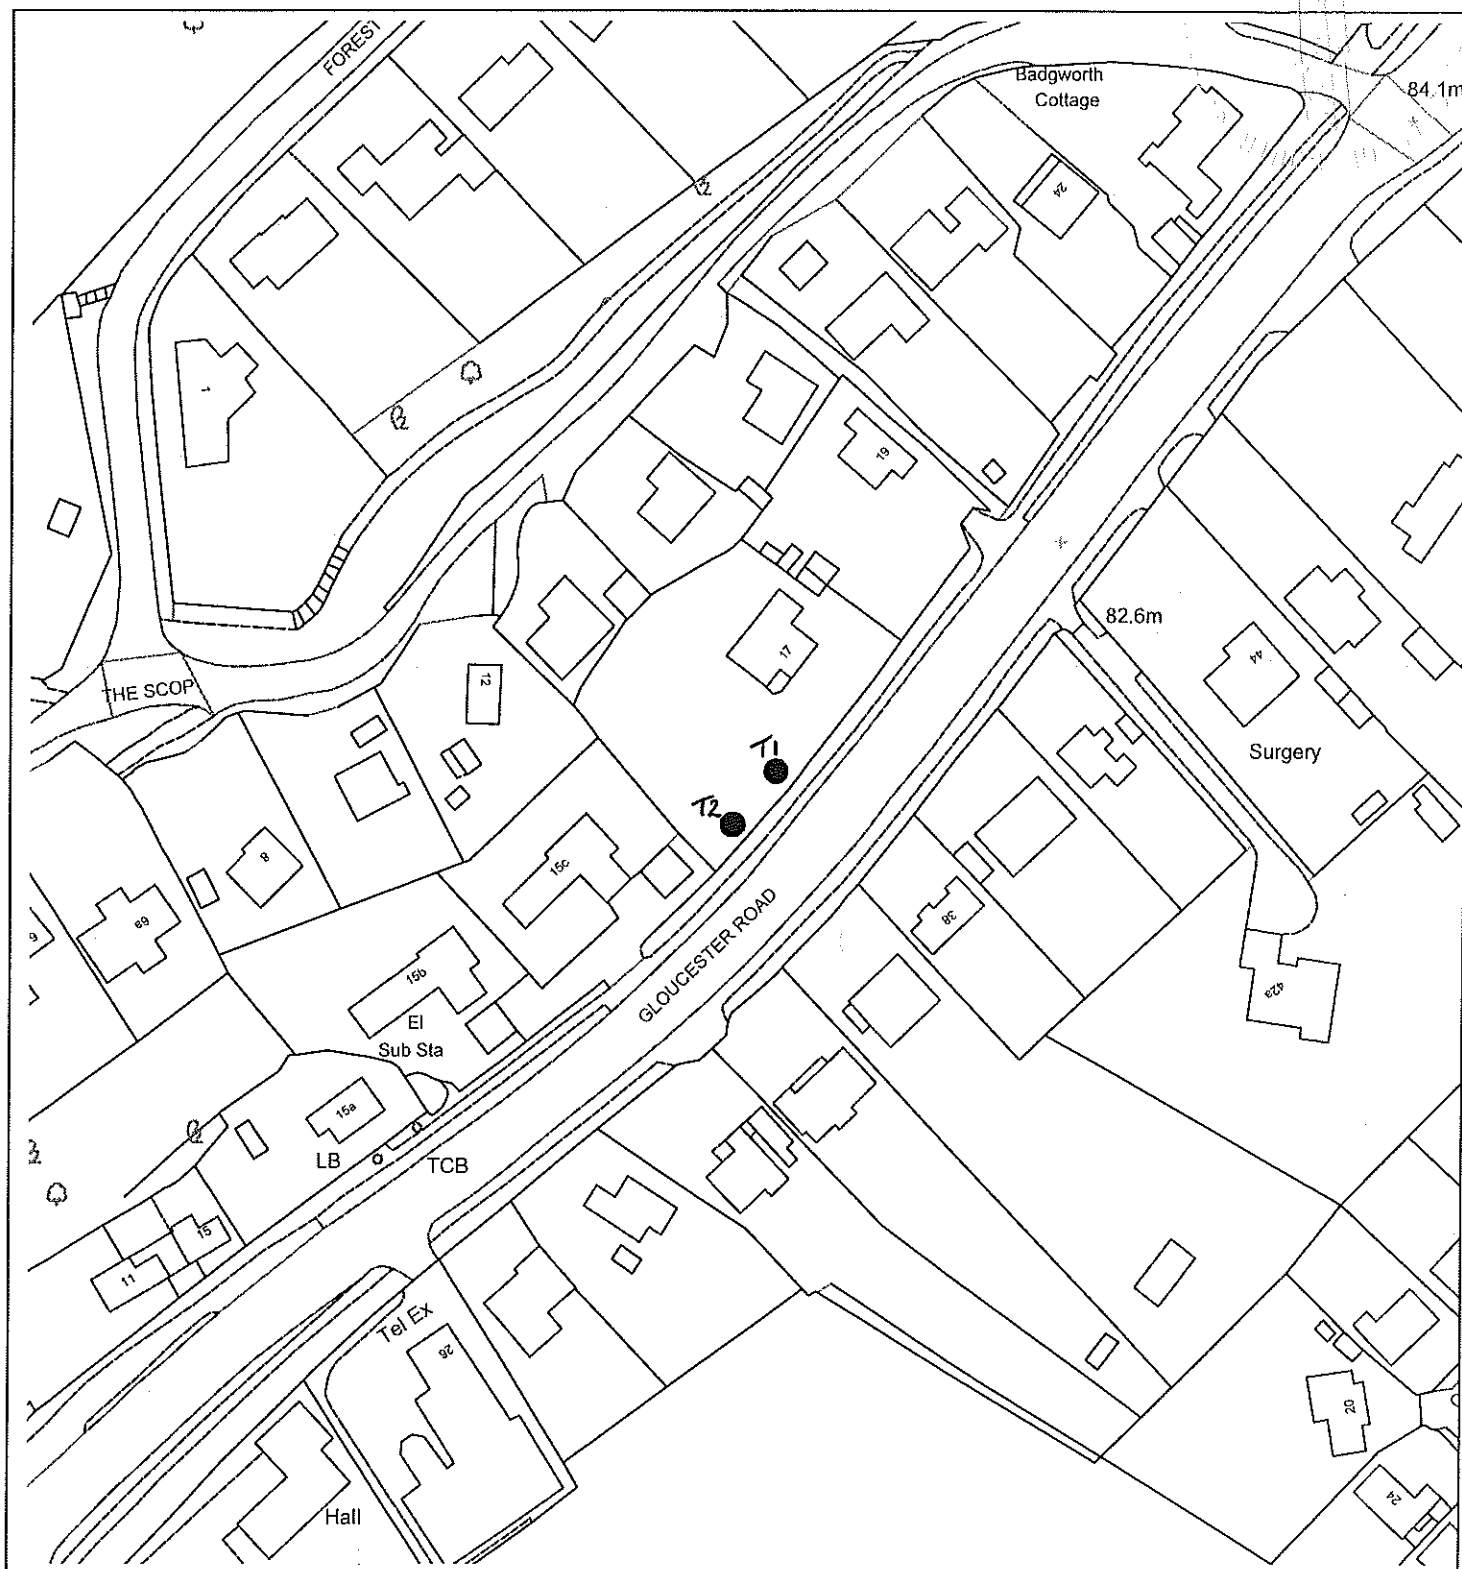 FOREST
Badgworth
Cottage
84.1m
24
1
19
82.6m
17
44
THE SCOP
12
Surgery
T1
T2
8
15c
6a
6
38
GLOUCESTER ROAD
42a
15b
El
Sub Sta
15a
LB
TCB
15
11
Tel Ex
26
20
24
Hall